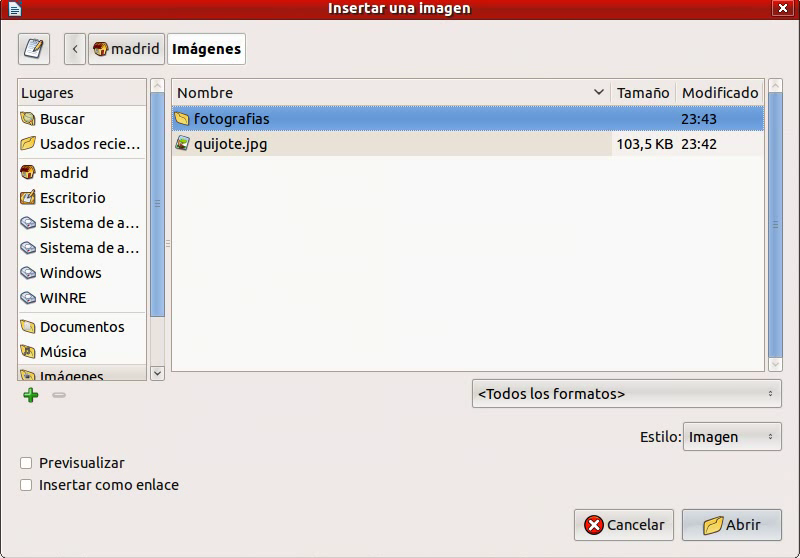 Insertar una imagen
madrid Imágenes
Lugares Nombre Tamaño Modificado
Buscar fotografias 23:43
Usados recie... quijote.jpg 103,5 KB 23:42
madrid
Escritorio
Sistema de a...
Sistema de a...
Windows
WINRE
Documentos
Música
Imágenes
<Todos los formatos>
Estilo: Imagen
Previsualizar
Insertar como enlace
Cancelar Abrir